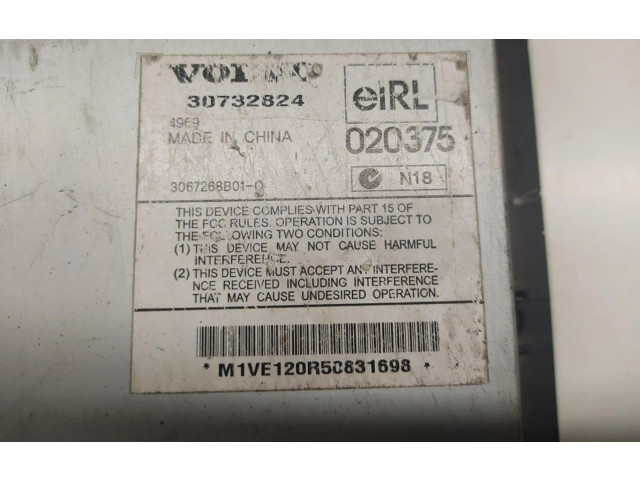 VOLVO
30732824
4969
MADE IN CHINA
eiRL
020375
3067268B01-0
N18
THIS DEVICE COMPLIES WITH PART 15 OF
THE FCC RULES. OPERATION IS SUBJECT TO
THE FOLLOWING TWO CONDITIONS:
(1) THIS DEVICE MAY NOT CAUSE HARMFUL
INTERFERENCE.
(2) THIS DEVICE MUST ACCEPT ANY INTERFERE-
NCE RECEIVED INCLUDING INTERFERENCE
THAT MAY CAUSE UNDESIRED OPERATION.
* M1VE120R50831698 *